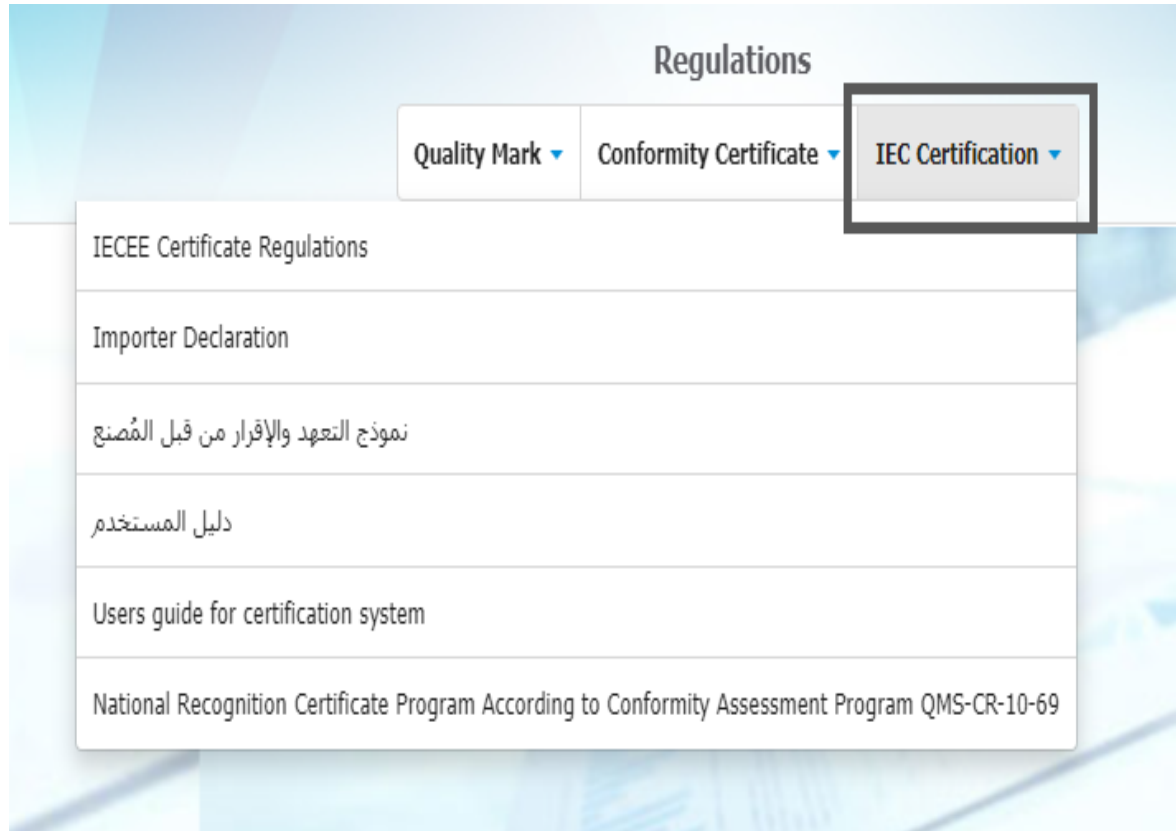 Regulations
Quality Mark
Conformity Certificate
IEC Certification
IECEE Certificate Regulations
Importer Declaration
نموذج التعهد والإقرار من قبل المُصنع
دليل المستخدم
Users guide for certification system
National Recognition Certificate Program According to Conformity Assessment Program QMS-CR-10-69